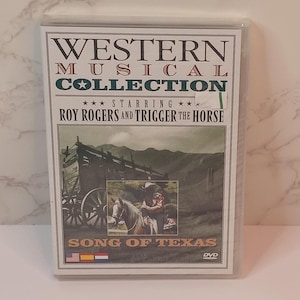 WESTERN
MUSICAL
COLLECTION
STARRING
ROY ROGERS AND TRIGGER THE HORSE
SONG OF TEXAS
DVD